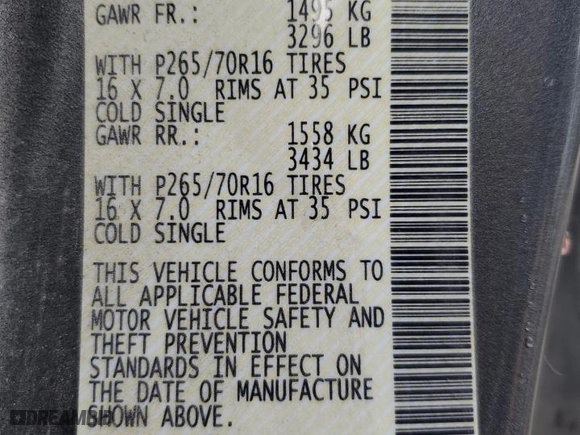 GAWR FR.: 1495 KG
3296 LB
WITH P265/70R16 TIRES
16 X 7.0 RIMS AT 35 PSI
COLD SINGLE
GAWR RR.: 1558 KG
3434 LB
WITH P265/70R16 TIRES
16 X 7.0 RIMS AT 35 PSI
COLD SINGLE
THIS VEHICLE CONFORMS TO
ALL APPLICABLE FEDERAL
MOTOR VEHICLE SAFETY AND
THEFT PREVENTION
STANDARDS IN EFFECT ON
THE DATE OF MANUFACTURE
SHOWN ABOVE.